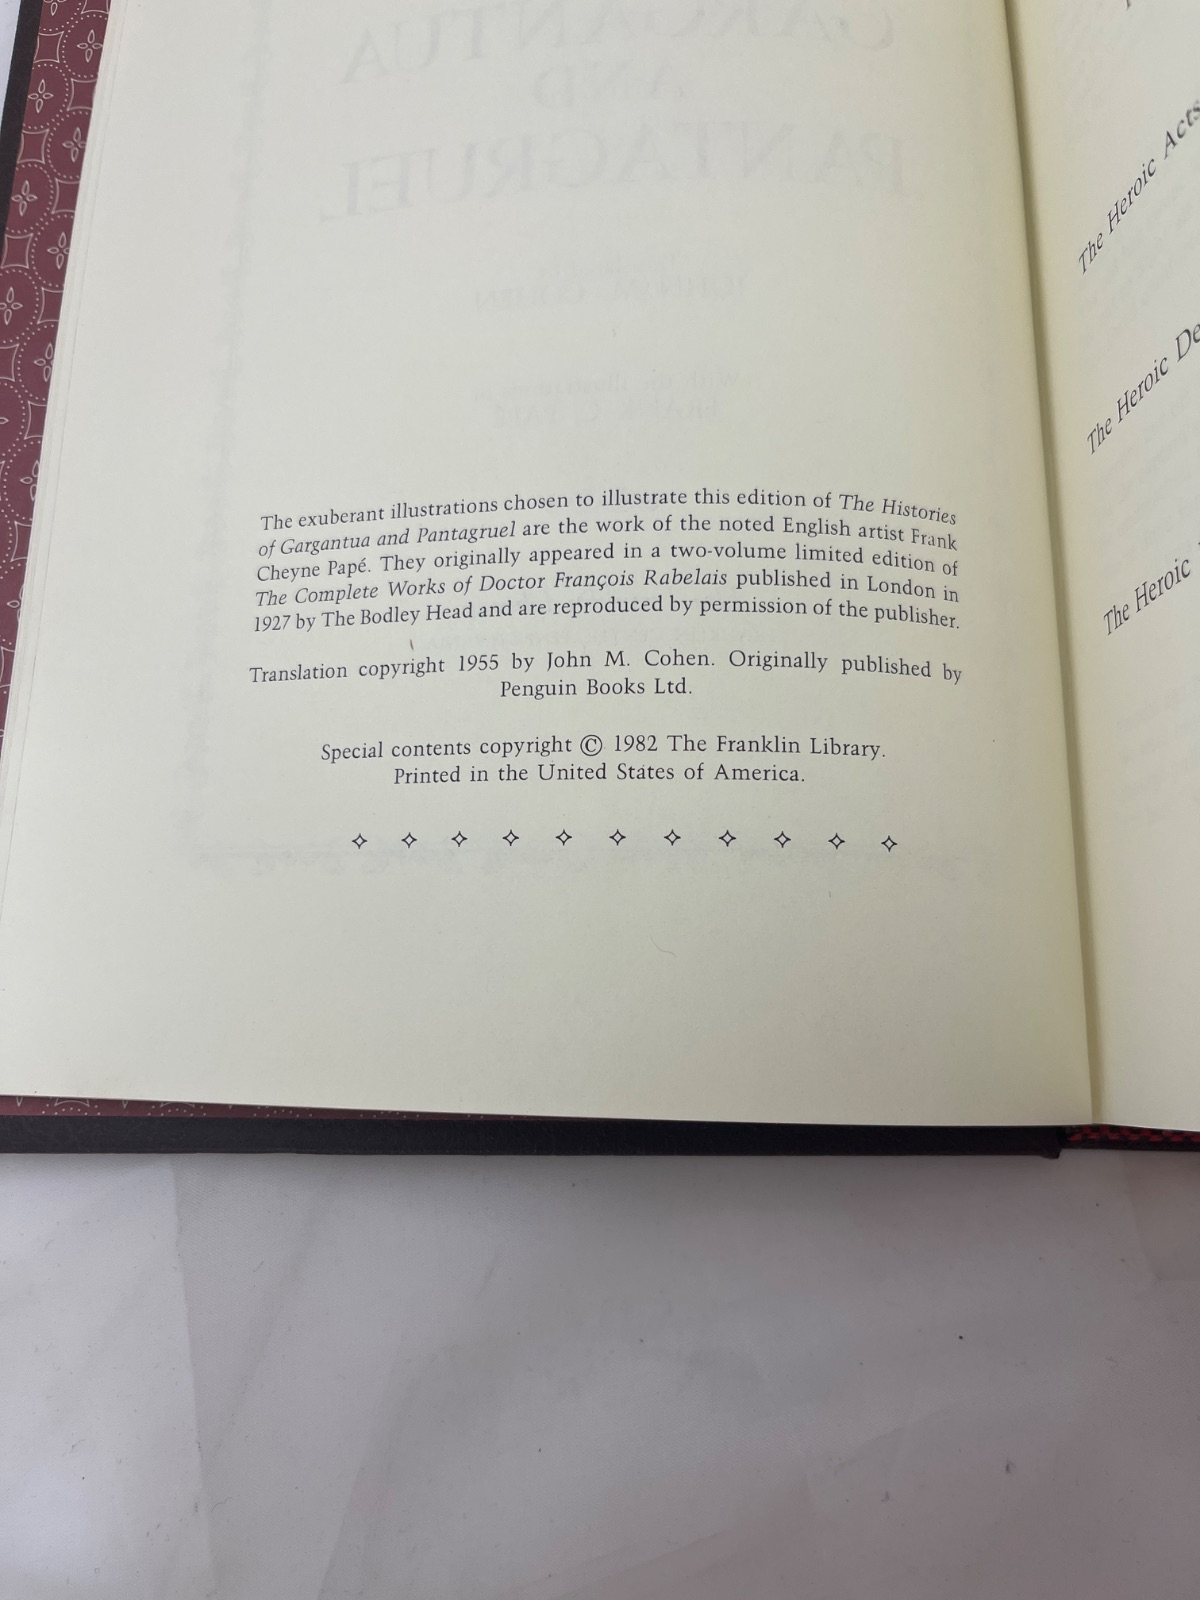 GARGANTUA
AND
PANTAGRUEL
The exuberant illustrations chosen to illustrate this edition of The Histories
of Gargantua and Pantagruel are the work of the noted English artist Frank
Cheyne Papé. They originally appeared in a two-volume limited edition of
The Complete Works of Doctor François Rabelais published in London in
1927 by The Bodley Head and are reproduced by permission of the publisher.
Translation copyright 1955 by John M. Cohen. Originally published by
Penguin Books Ltd.
Special contents copyright © 1982 The Franklin Library.
Printed in the United States of America.
The Heroic Acts
The Heroic De
The Heroic